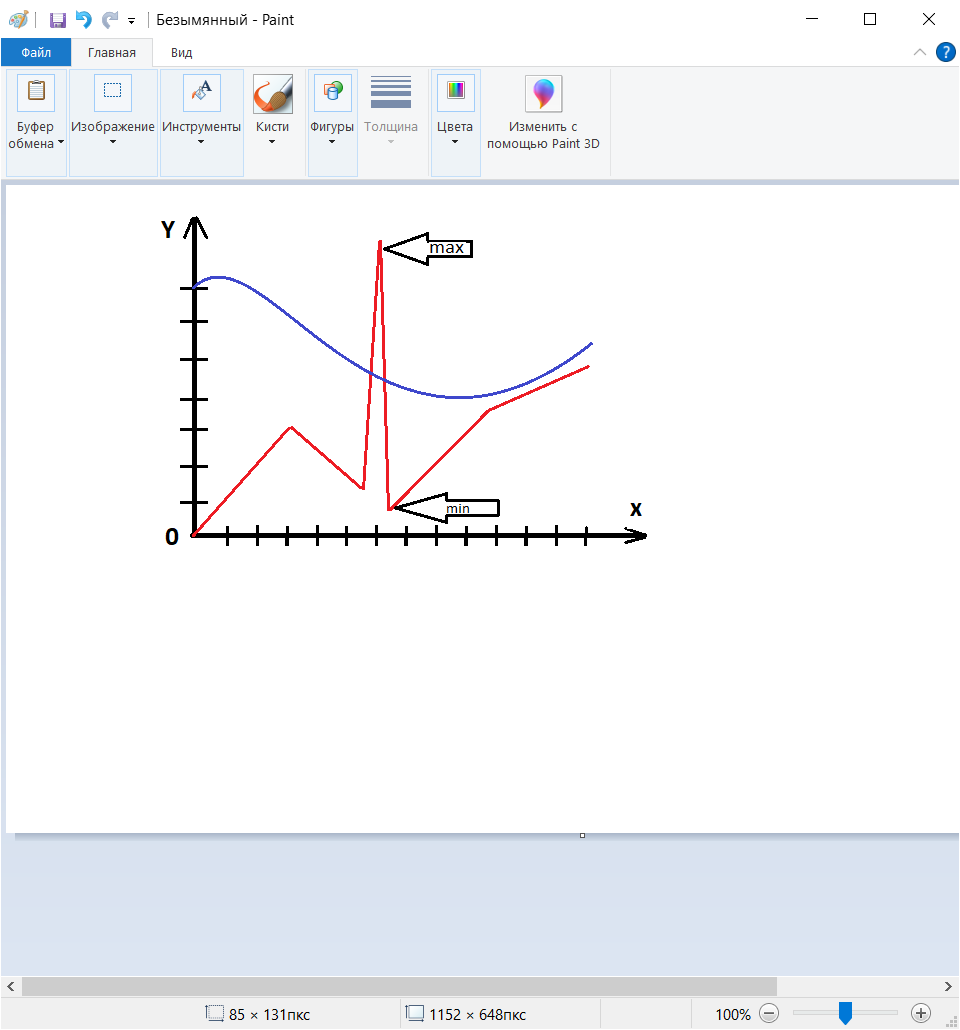 Безымянный - Paint
Файл Главная Вид ?
Буфер обмена Изображение Инструменты Кисти Фигуры Толщина Цвета Изменить с помощью Paint 3D
Y
max
min
X
0
85 × 131пкс 1152 × 648пкс 100%